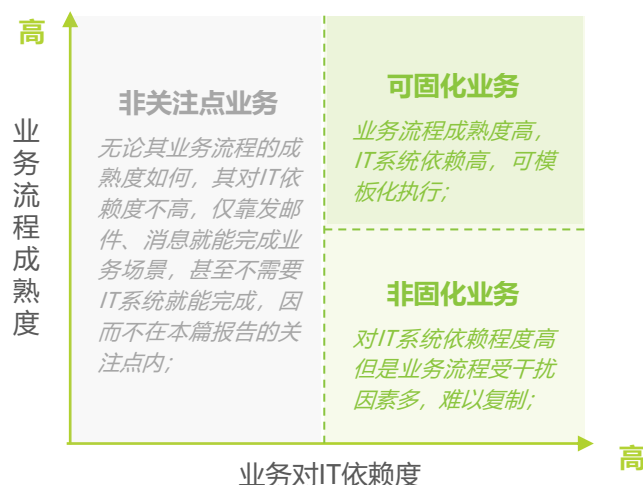 高
业务流程成熟度
非关注点业务
无论其业务流程的成
熟度如何，其对IT依
赖度不高，仅靠发邮
件、消息就能完成业
务场景，甚至不需要
IT系统就能完成，因
而不在本篇报告的关
注点内；
可固化业务
业务流程成熟度高，
IT系统依赖高，可模
板化执行；
非固化业务
对IT系统依赖程度高
但是业务流程受干扰
因素多，难以复制；
业务对IT依赖度
高